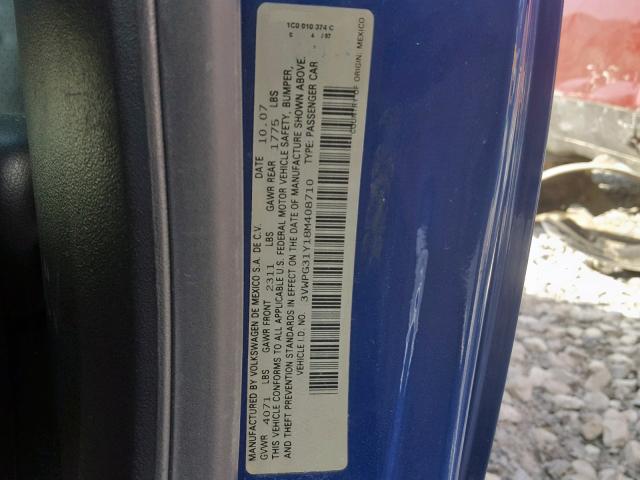 MANUFACTURED BY VOLKSWAGEN DE MEXICO S.A. DE C.V. DATE 10.07
GVWR 4071 LBS GAWR FRONT 2311 LBS GAWR REAR 1775 LBS
THIS VEHICLE CONFORMS TO ALL APPLICABLE U.S. FEDERAL MOTOR VEHICLE SAFETY, BUMPER,
AND THEFT PREVENTION STANDARDS IN EFFECT ON THE DATE OF MANUFACTURE SHOWN ABOVE.
VEHICLE I.D. NO. 3VWPG31Y18M408710 TYPE: PASSENGER CAR
COUNTRY OF ORIGIN: MEXICO
1C0 010 374 C